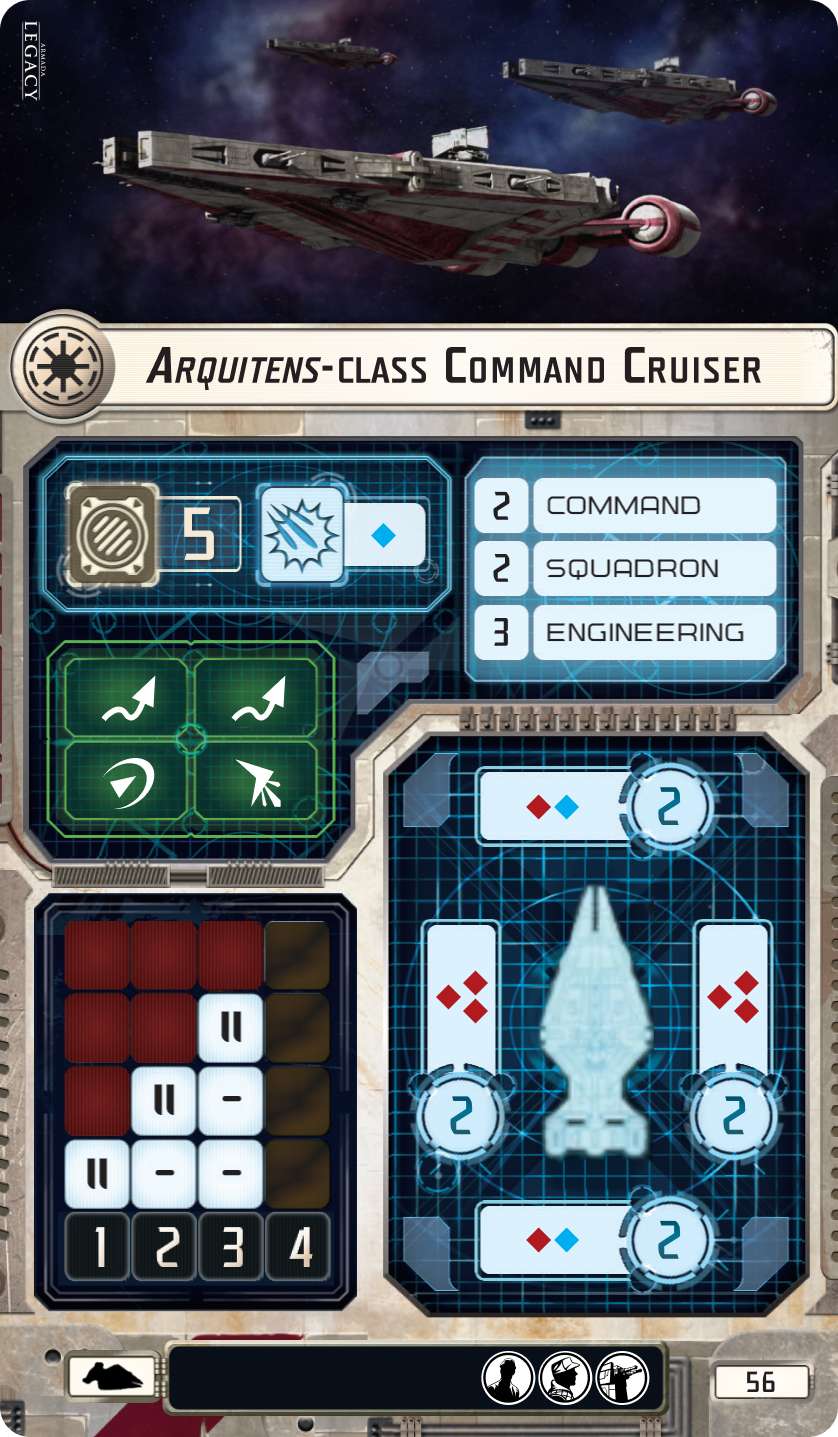 ARMADA
LEGACY
ARQUITENS-CLASS COMMAND CRUISER
5
2 COMMAND
2 SQUADRON
3 ENGINEERING
2
II
II -
2 2
II - -
1 2 3 4
2
56